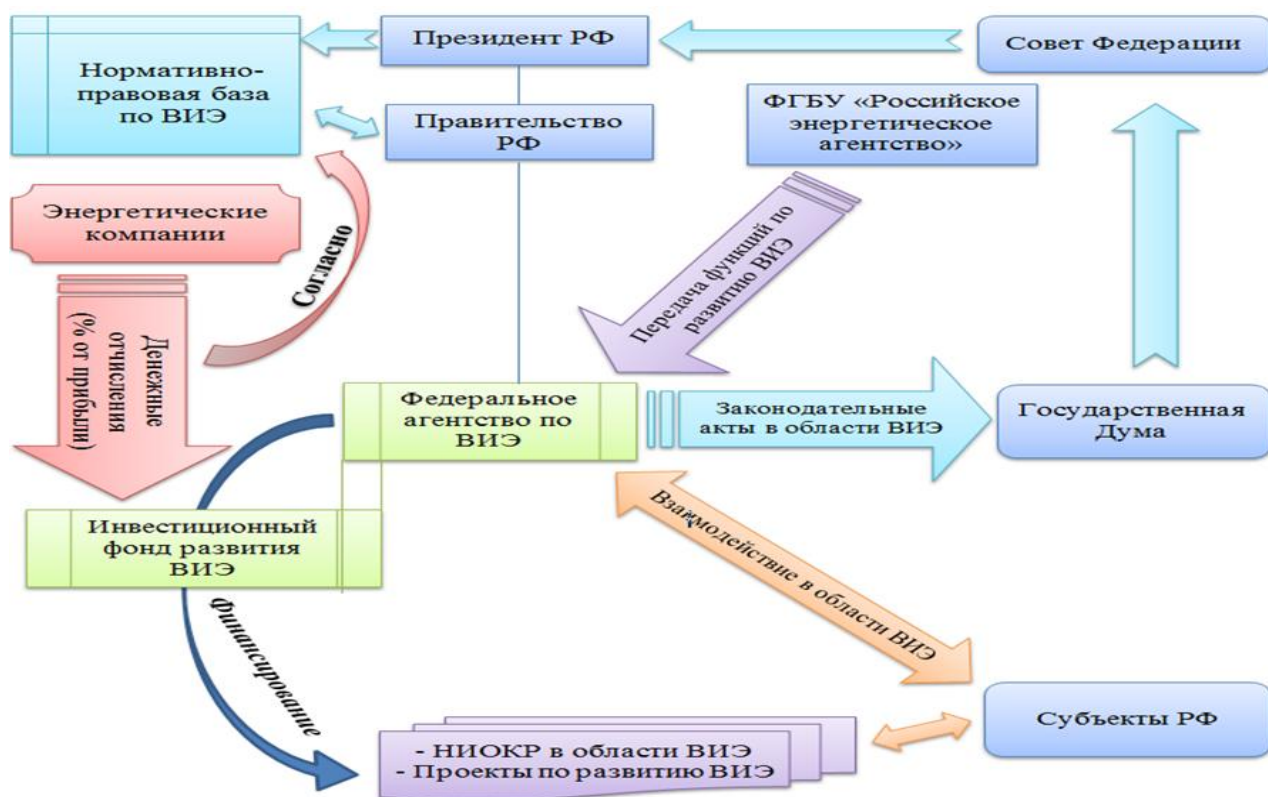 Президент РФ
Совет Федерации
Нормативно-
правовая база
по ВИЭ
Правительство
РФ
ФГБУ «Российское
энергетическое
агентство»
Энергетические
компании
Согласно
Передача функций по
развитию ВИЭ
Денежные
отчисления
(% от прибыли)
Федеральное
агентство по
ВИЭ
Законодательные
акты в области ВИЭ
Государственная
Дума
Инвестиционный
фонд развития
ВИЭ
Взаимодействие в области ВИЭ
Финансирование
Субъекты РФ
- НИОКР в области ВИЭ
- Проекты по развитию ВИЭ